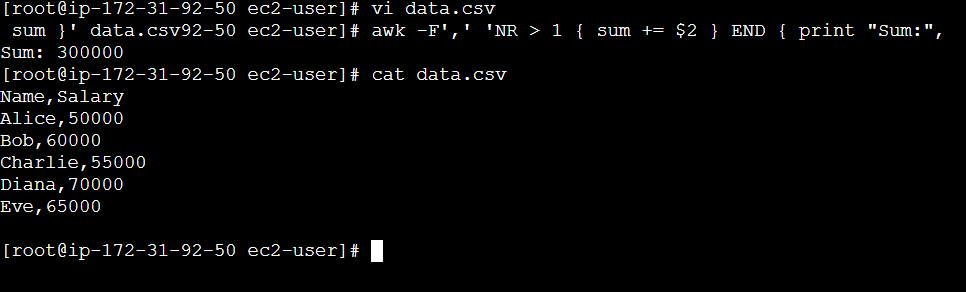 [root@ip-172-31-92-50 ec2-user]# vi data.csv
 sum }' data.csv92-50 ec2-user]# awk -F',' 'NR > 1 { sum += $2 } END { print "Sum:",
Sum: 300000
[root@ip-172-31-92-50 ec2-user]# cat data.csv
Name,Salary
Alice,50000
Bob,60000
Charlie,55000
Diana,70000
Eve,65000

[root@ip-172-31-92-50 ec2-user]#